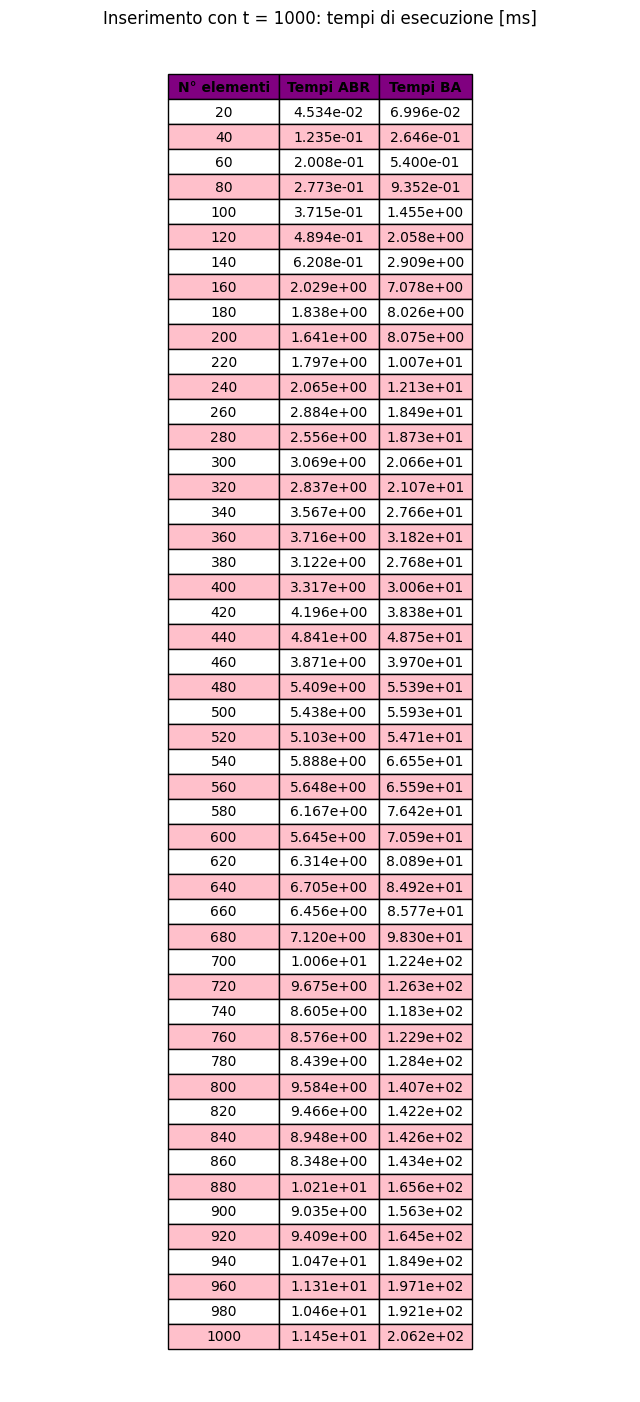 Inserimento con t = 1000: tempi di esecuzione [ms]
N° elementi Tempi ABR Tempi BA
20 4.534e-02 6.996e-02
40 1.235e-01 2.646e-01
60 2.008e-01 5.400e-01
80 2.773e-01 9.352e-01
100 3.715e-01 1.455e+00
120 4.894e-01 2.058e+00
140 6.208e-01 2.909e+00
160 2.029e+00 7.078e+00
180 1.838e+00 8.026e+00
200 1.641e+00 8.075e+00
220 1.797e+00 1.007e+01
240 2.065e+00 1.213e+01
260 2.884e+00 1.849e+01
280 2.556e+00 1.873e+01
300 3.069e+00 2.066e+01
320 2.837e+00 2.107e+01
340 3.567e+00 2.766e+01
360 3.716e+00 3.182e+01
380 3.122e+00 2.768e+01
400 3.317e+00 3.006e+01
420 4.196e+00 3.838e+01
440 4.841e+00 4.875e+01
460 3.871e+00 3.970e+01
480 5.409e+00 5.539e+01
500 5.438e+00 5.593e+01
520 5.103e+00 5.471e+01
540 5.888e+00 6.655e+01
560 5.648e+00 6.559e+01
580 6.167e+00 7.642e+01
600 5.645e+00 7.059e+01
620 6.314e+00 8.089e+01
640 6.705e+00 8.492e+01
660 6.456e+00 8.577e+01
680 7.120e+00 9.830e+01
700 1.006e+01 1.224e+02
720 9.675e+00 1.263e+02
740 8.605e+00 1.183e+02
760 8.576e+00 1.229e+02
780 8.439e+00 1.284e+02
800 9.584e+00 1.407e+02
820 9.466e+00 1.422e+02
840 8.948e+00 1.426e+02
860 8.348e+00 1.434e+02
880 1.021e+01 1.656e+02
900 9.035e+00 1.563e+02
920 9.409e+00 1.645e+02
940 1.047e+01 1.849e+02
960 1.131e+01 1.971e+02
980 1.046e+01 1.921e+02
1000 1.145e+01 2.062e+02